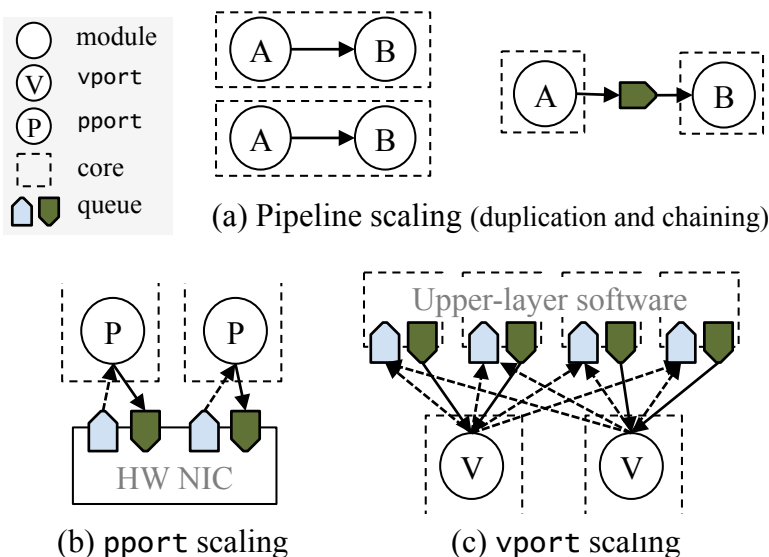 module
V vport
P pport
core
queue
A B
A B
A B
(a) Pipeline scaling (duplication and chaining)
P P
HW NIC
(b) pport scaling
Upper-layer software
V V
(c) vport scaling